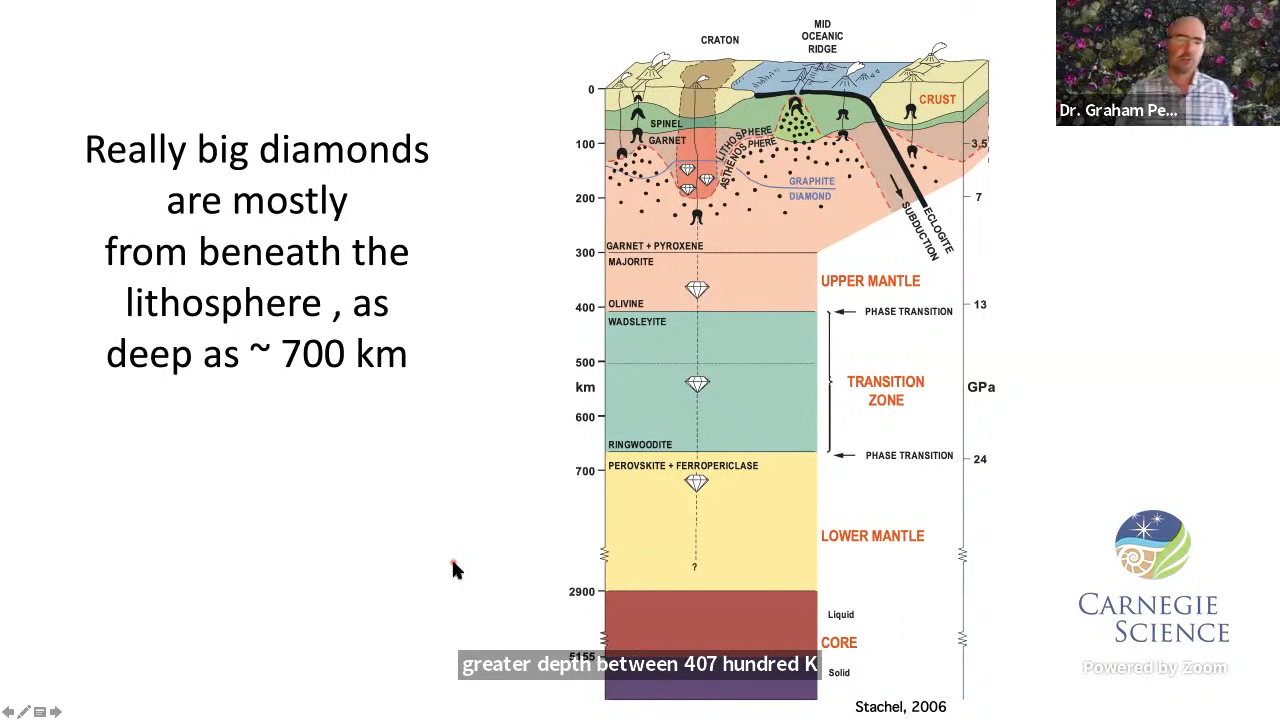 Really big diamonds
are mostly
from beneath the
lithosphere , as
deep as ~ 700 km
CRATON
MID
OCEANIC
RIDGE
0
CRUST
SPINEL
GARNET
LITHOSPHERE
ASTHENOSPHERE
100
3,5
GRAPHITE
DIAMOND
200
7
SUBDUCTION
ECLOGITE
GARNET + PYROXENE
300
MAJORITE
UPPER MANTLE
OLIVINE
400
13
PHASE TRANSITION
WADSLEYITE
500
km
TRANSITION
ZONE
GPa
600
RINGWOODITE
PHASE TRANSITION
24
PEROVSKITE + FERROPERICLASE
700
LOWER MANTLE
?
2900
Liquid
CORE
5155
Solid
greater depth between 407 hundred K
Stachel, 2006
Dr. Graham Pe...
CARNEGIE
SCIENCE
Powered by Zoom